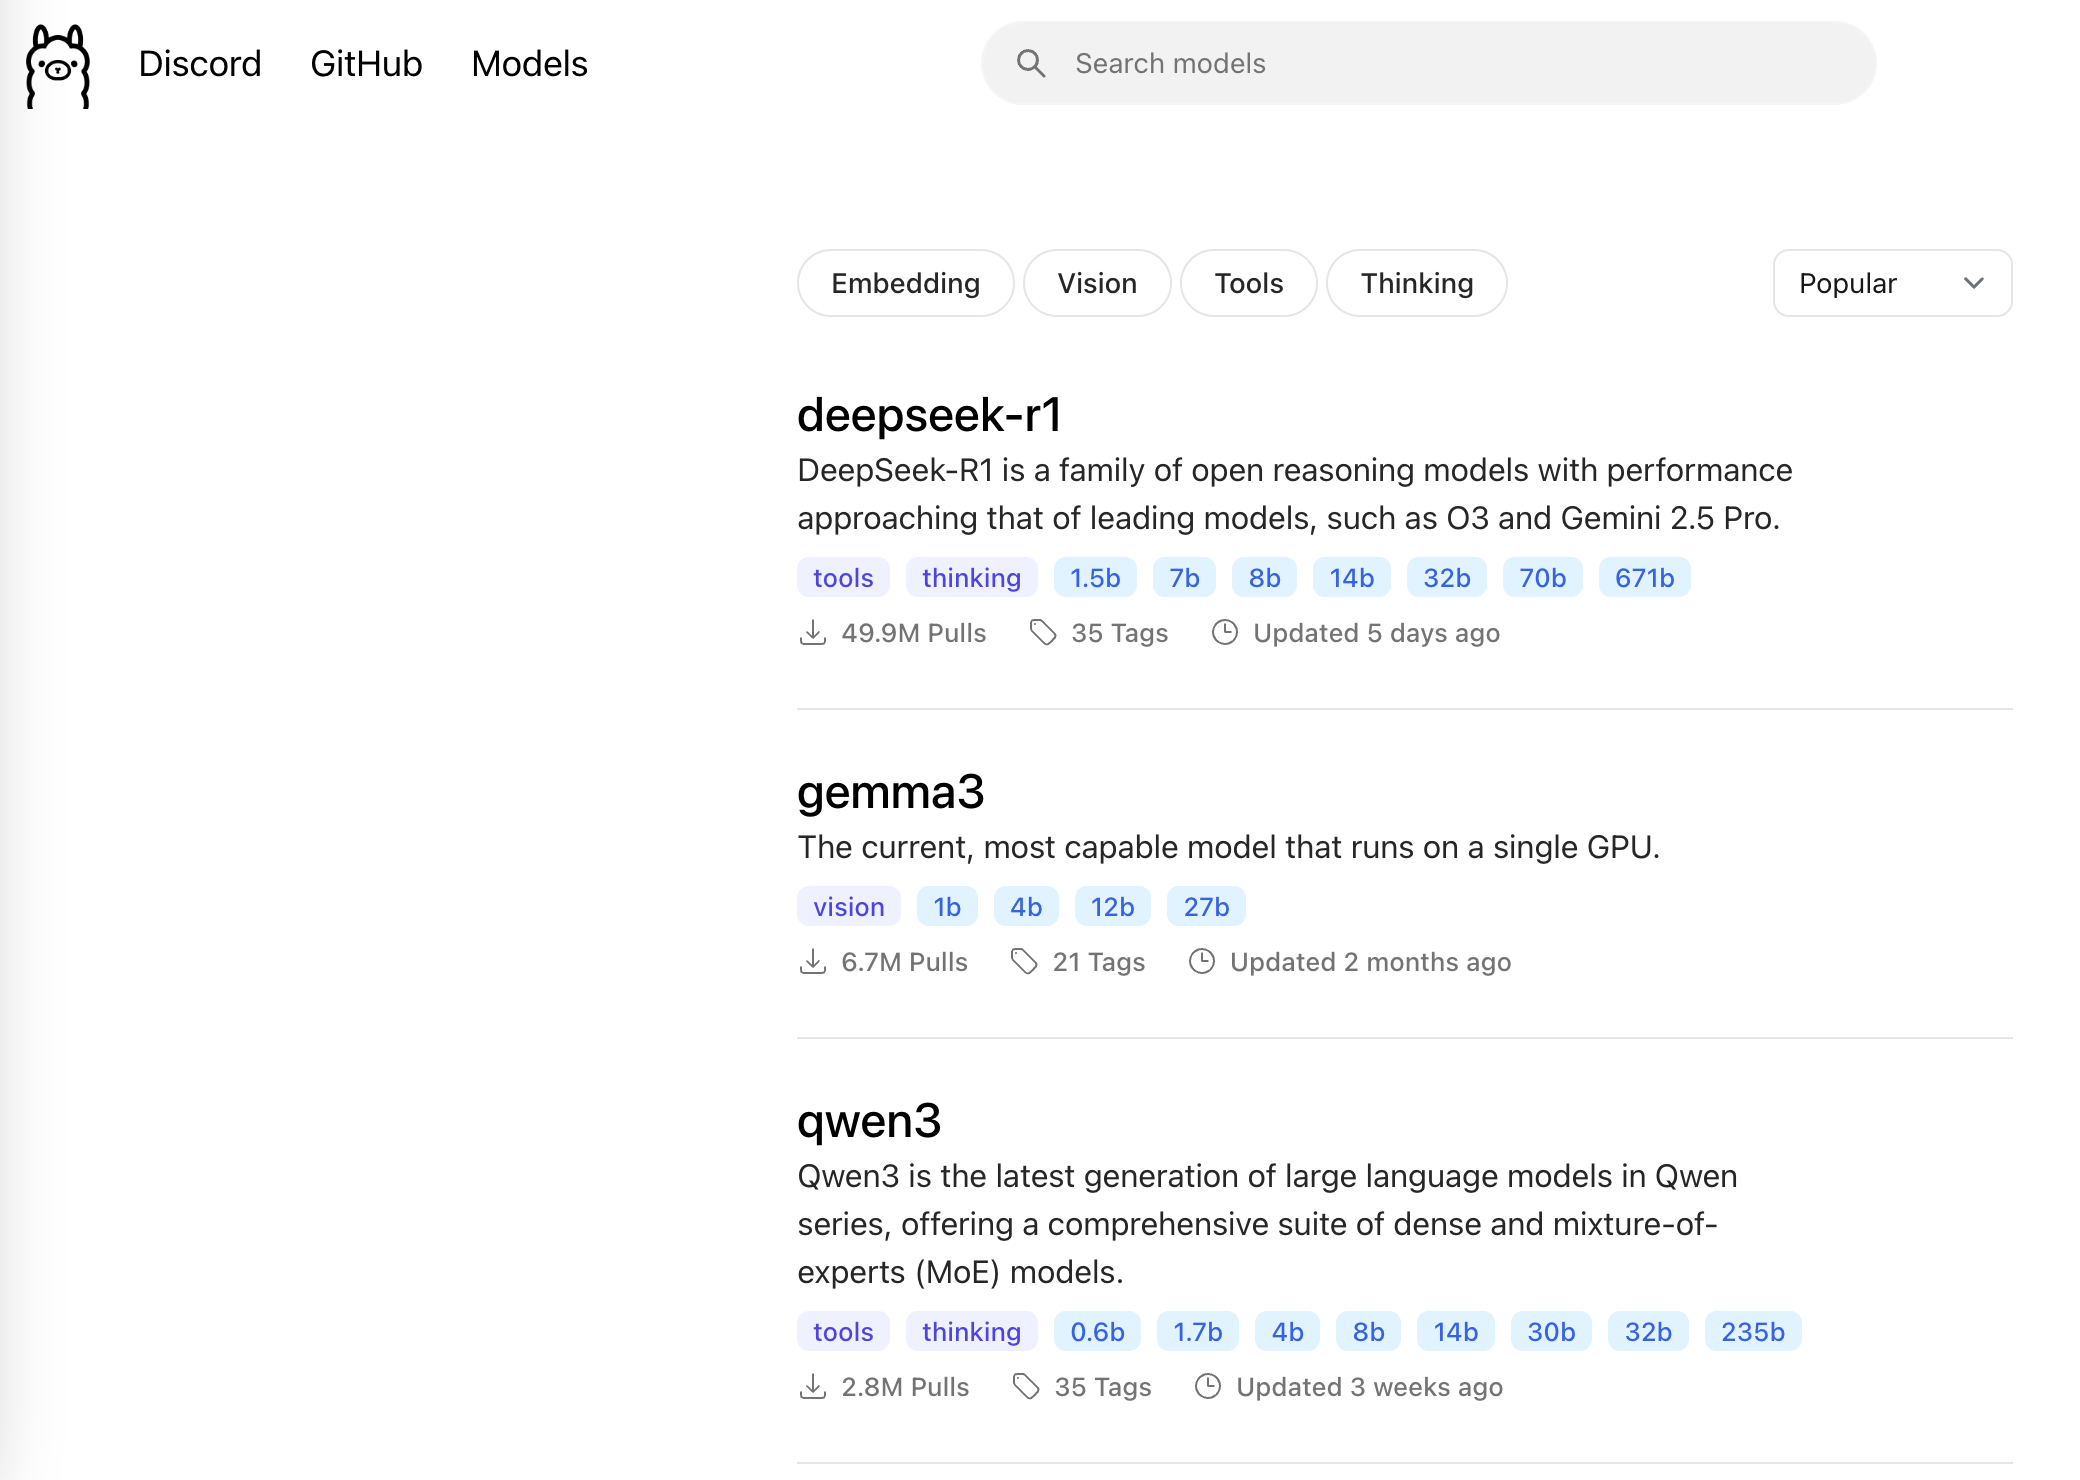 Discord GitHub Models Search models
Embedding Vision Tools Thinking Popular
deepseek-r1
DeepSeek-R1 is a family of open reasoning models with performance
approaching that of leading models, such as O3 and Gemini 2.5 Pro.
tools thinking 1.5b 7b 8b 14b 32b 70b 671b
49.9M Pulls 35 Tags Updated 5 days ago
gemma3
The current, most capable model that runs on a single GPU.
vision 1b 4b 12b 27b
6.7M Pulls 21 Tags Updated 2 months ago
qwen3
Qwen3 is the latest generation of large language models in Qwen
series, offering a comprehensive suite of dense and mixture-of-
experts (MoE) models.
tools thinking 0.6b 1.7b 4b 8b 14b 30b 32b 235b
2.8M Pulls 35 Tags Updated 3 weeks ago